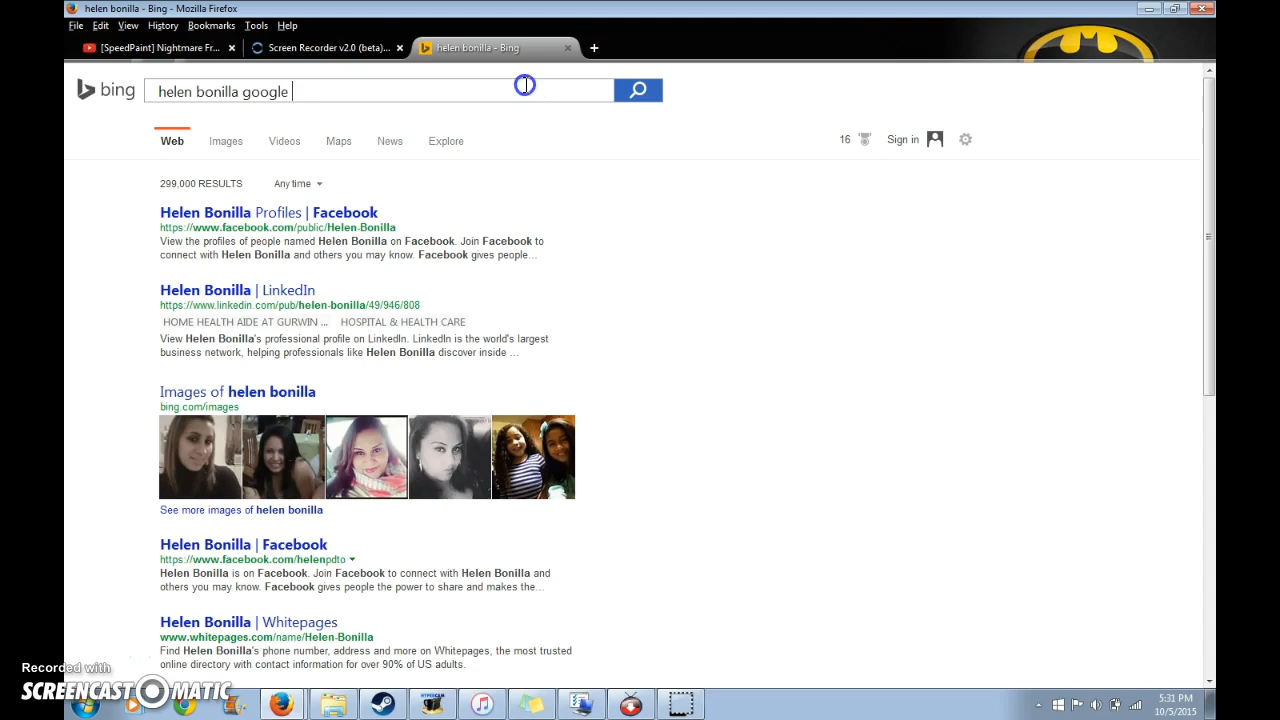 helen bonilla - Bing - Mozilla Firefox
File Edit View History Bookmarks Tools Help
[SpeedPaint] Nightmare Fr...
Screen Recorder v2.0 (beta)...
helen bonilla - Bing
bing
helen bonilla google
Web Images Videos Maps News Explore
16 Sign in
299,000 RESULTS Any time
Helen Bonilla Profiles | Facebook
https://www.facebook.com/public/Helen-Bonilla
View the profiles of people named Helen Bonilla on Facebook. Join Facebook to
connect with Helen Bonilla and others you may know. Facebook gives people...
Helen Bonilla | LinkedIn
https://www.linkedin.com/pub/helen-bonilla/49/946/808
HOME HEALTH AIDE AT GURWIN ... HOSPITAL & HEALTH CARE
View Helen Bonilla's professional profile on LinkedIn. LinkedIn is the world's largest
business network, helping professionals like Helen Bonilla discover inside ...
Images of helen bonilla
bing.com/images
See more images of helen bonilla
Helen Bonilla | Facebook
https://www.facebook.com/helenpdto
Helen Bonilla is on Facebook. Join Facebook to connect with Helen Bonilla and
others you may know. Facebook gives people the power to share and makes the...
Helen Bonilla | Whitepages
www.whitepages.com/name/Helen-Bonilla
Find Helen Bonilla's phone number, address and more on Whitepages, the most trusted
online directory with contact information for over 90% of US adults.
Recorded with
SCREENCAST-O-MATIC
HYPERCAM
5:31 PM
10/5/2015